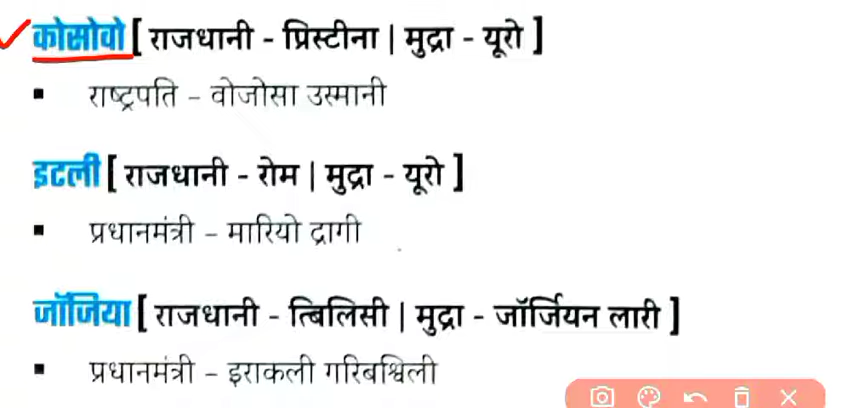 कोसोवो [ राजधानी - प्रिस्टीना | मुद्रा - यूरो ]
▪ राष्ट्रपति – वोजोसा उस्मानी
इटली [ राजधानी - रोम | मुद्रा - यूरो ]
▪ प्रधानमंत्री – मारियो द्रागी
जॉर्जिया [ राजधानी - त्बिलिसी | मुद्रा - जॉर्जियन लारी ]
▪ प्रधानमंत्री – इराकली गरिबश्विली